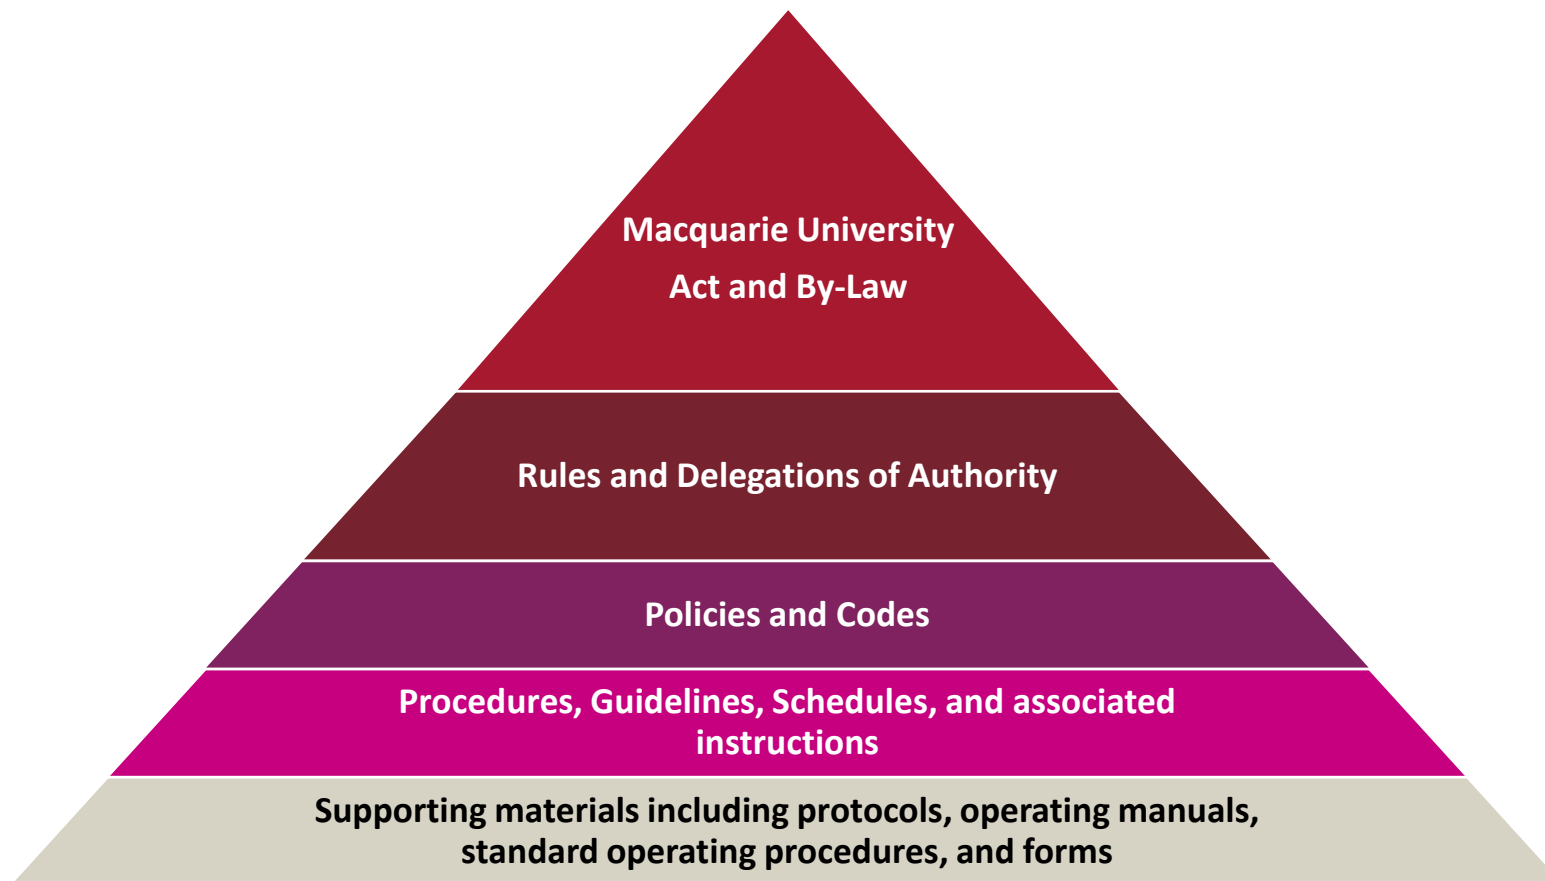 Macquarie University
Act and By-Law
Rules and Delegations of Authority
Policies and Codes
Procedures, Guidelines, Schedules, and associated
instructions
Supporting materials including protocols, operating manuals,
standard operating procedures, and forms